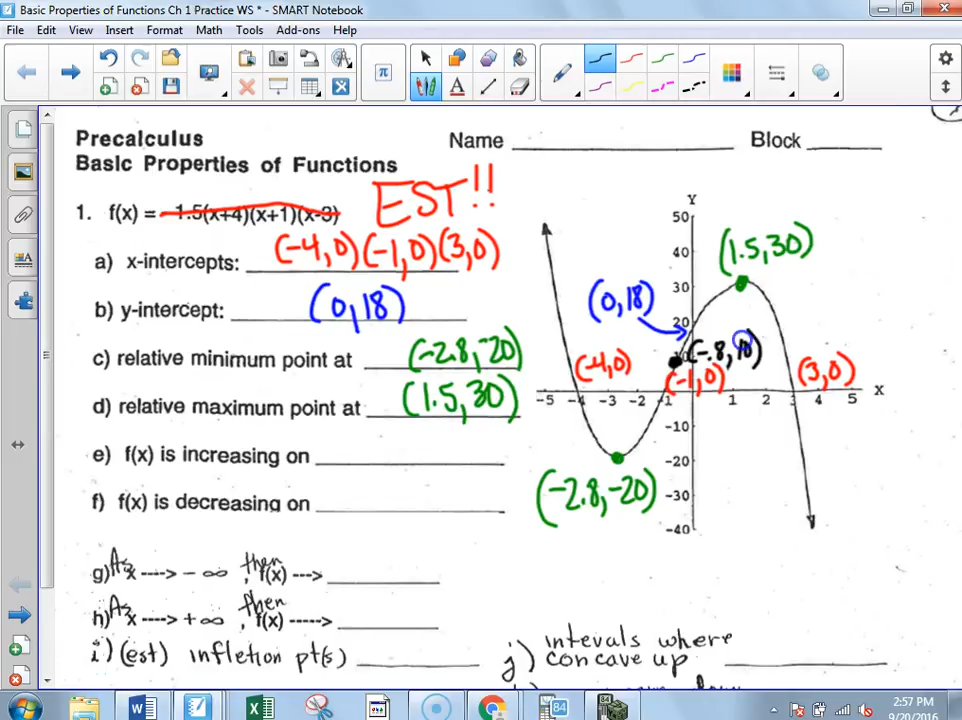 Basic Properties of Functions Ch 1 Practice WS * - SMART Notebook
File Edit View Insert Format Math Tools Add-ons Help
Precalculus Name Block
Basic Properties of Functions
EST!!
1. f(x) = -1.5(x+4)(x+1)(x-3)
a) x-intercepts: (-4,0)(-1,0)(3,0)
b) y-intercept: (0,18)
c) relative minimum point at (-2.8,-20)
d) relative maximum point at (1.5,30)
e) f(x) is increasing on
f) f(x) is decreasing on
g) As x ----> - ∞ then, f(x) --->
h) As x ----> + ∞ then, f(x) ----->
i) (est) infletion pt(s)
j) intevals where
concave up
Y
50
40
30
20
10
-10
-20
-30
-40
-5 -4 -3 -2 -1 1 2 3 4 5 X
(1.5,30)
(0,18)
(-.8,10)
(-4,0)
(-1,0)
(3,0)
(-2.8,-20)
2:57 PM
9/20/2016